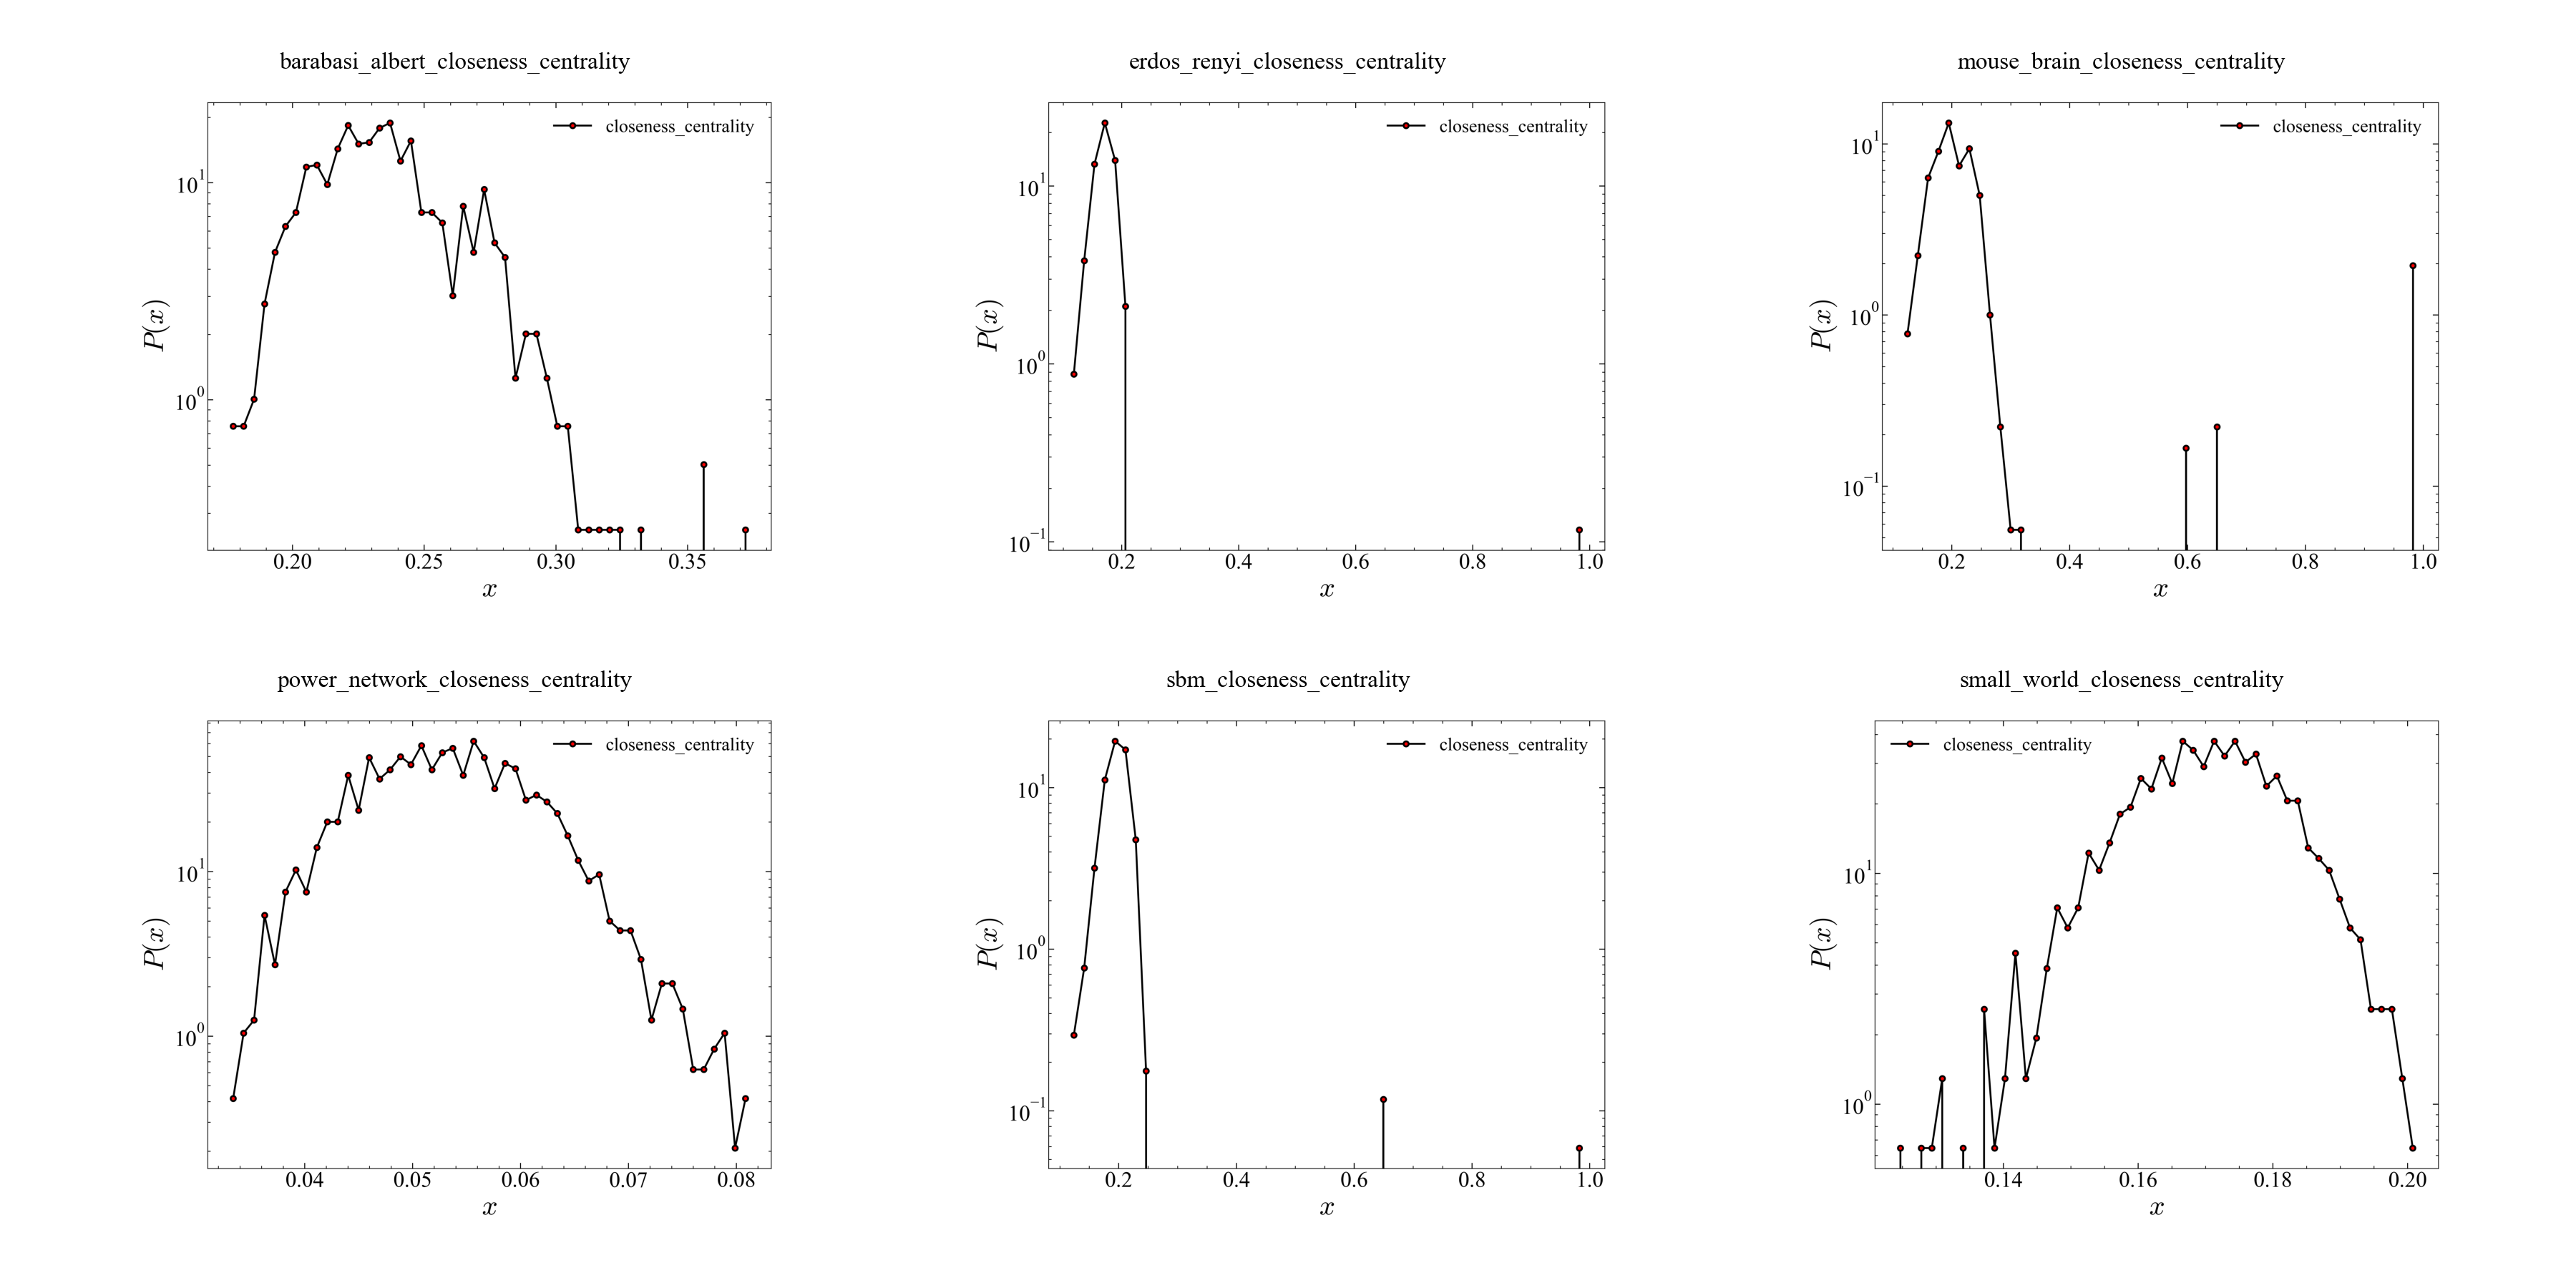 barabasi_albert_closeness_centrality
closeness_centrality
P(x)
10^1
10^0
0.20 0.25 0.30 0.35
x
erdos_renyi_closeness_centrality
closeness_centrality
P(x)
10^1
10^0
10^−1
0.2 0.4 0.6 0.8 1.0
x
mouse_brain_closeness_centrality
closeness_centrality
P(x)
10^1
10^0
10^−1
0.2 0.4 0.6 0.8 1.0
x
power_network_closeness_centrality
closeness_centrality
P(x)
10^1
10^0
0.04 0.05 0.06 0.07 0.08
x
sbm_closeness_centrality
closeness_centrality
P(x)
10^1
10^0
10^−1
0.2 0.4 0.6 0.8 1.0
x
small_world_closeness_centrality
closeness_centrality
P(x)
10^1
10^0
0.14 0.16 0.18 0.20
x